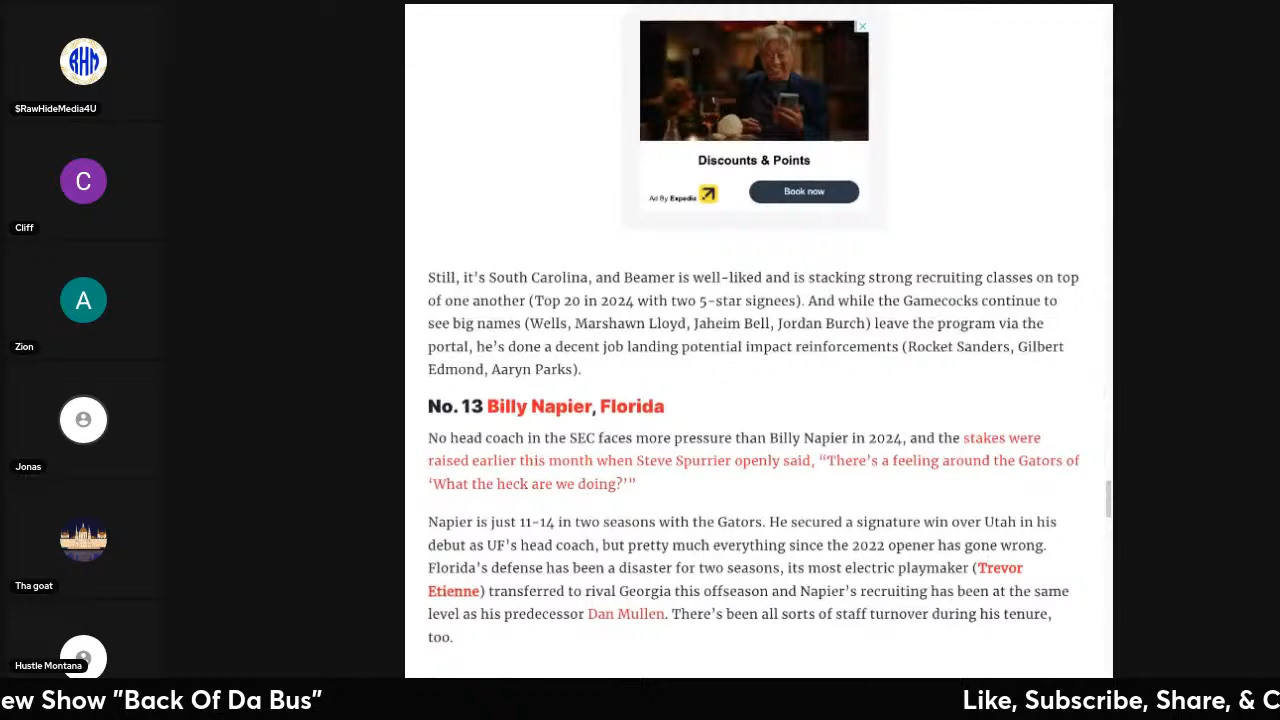 RHM
$RawHideMedia4U
C
Cliff
A
Zion
Jonas
Tha goat
Hustle Montana
Discounts & Points
Ad By Expedia
Book now
Still, it's South Carolina, and Beamer is well-liked and is stacking strong recruiting classes on top
of one another (Top 20 in 2024 with two 5-star signees). And while the Gamecocks continue to
see big names (Wells, Marshawn Lloyd, Jaheim Bell, Jordan Burch) leave the program via the
portal, he's done a decent job landing potential impact reinforcements (Rocket Sanders, Gilbert
Edmond, Aaryn Parks).
No. 13 Billy Napier, Florida
No head coach in the SEC faces more pressure than Billy Napier in 2024, and the stakes were
raised earlier this month when Steve Spurrier openly said, “There's a feeling around the Gators of
‘What the heck are we doing?’”
Napier is just 11-14 in two seasons with the Gators. He secured a signature win over Utah in his
debut as UF's head coach, but pretty much everything since the 2022 opener has gone wrong.
Florida's defense has been a disaster for two seasons, its most electric playmaker (Trevor
Etienne) transferred to rival Georgia this offseason and Napier's recruiting has been at the same
level as his predecessor Dan Mullen. There's been all sorts of staff turnover during his tenure,
too.
ew Show "Back Of Da Bus"
Like, Subscribe, Share, & C